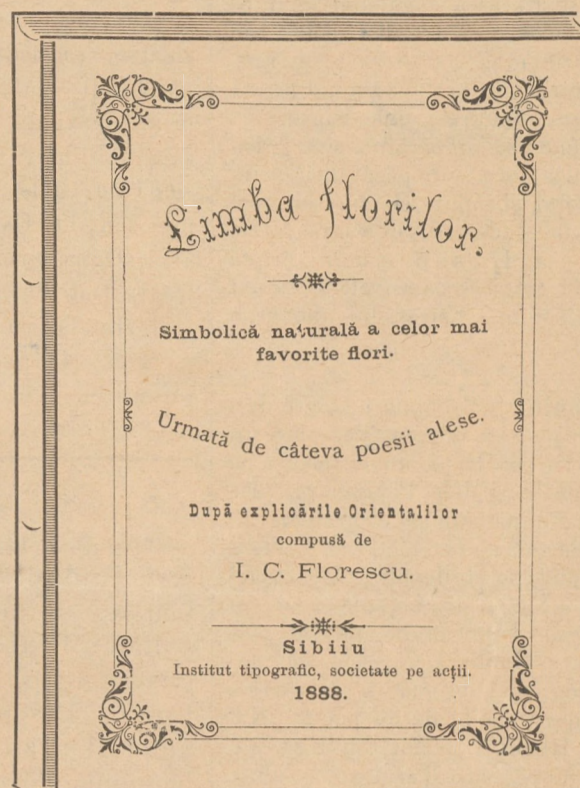 Limba florilor.
Simbolică naturală a celor mai
favorite flori.
Urmată de câteva poesii alese.
După explicările Orientalilor
compusă de
I. C. Florescu.
Sibiiu
Institut tipografic, societate pe acții.
1888.